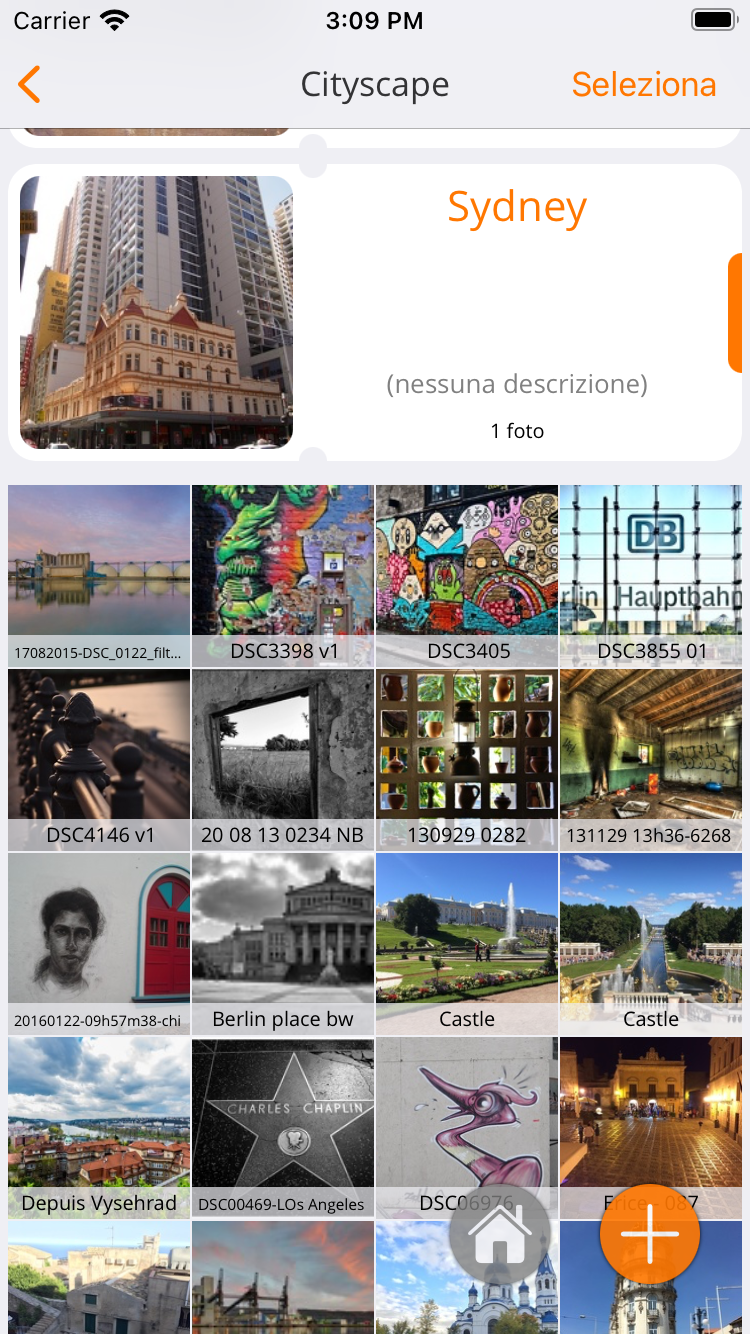 Carrier
3:09 PM
Cityscape
Seleziona
Sydney
(nessuna descrizione)
1 foto
DB
rlin Hauptbahn
17082015-DSC_0122_filt...
DSC3398 v1
DSC3405
DSC3855 01
DSC4146 v1
20 08 13 0234 NB
130929 0282
131129 13h36-6268
20160122-09h57m38-chi
Berlin place bw
Castle
Castle
CHARLES CHAPLIN
Depuis Vysehrad
DSC00469-LOs Angeles
DSC06976
Erice - 087